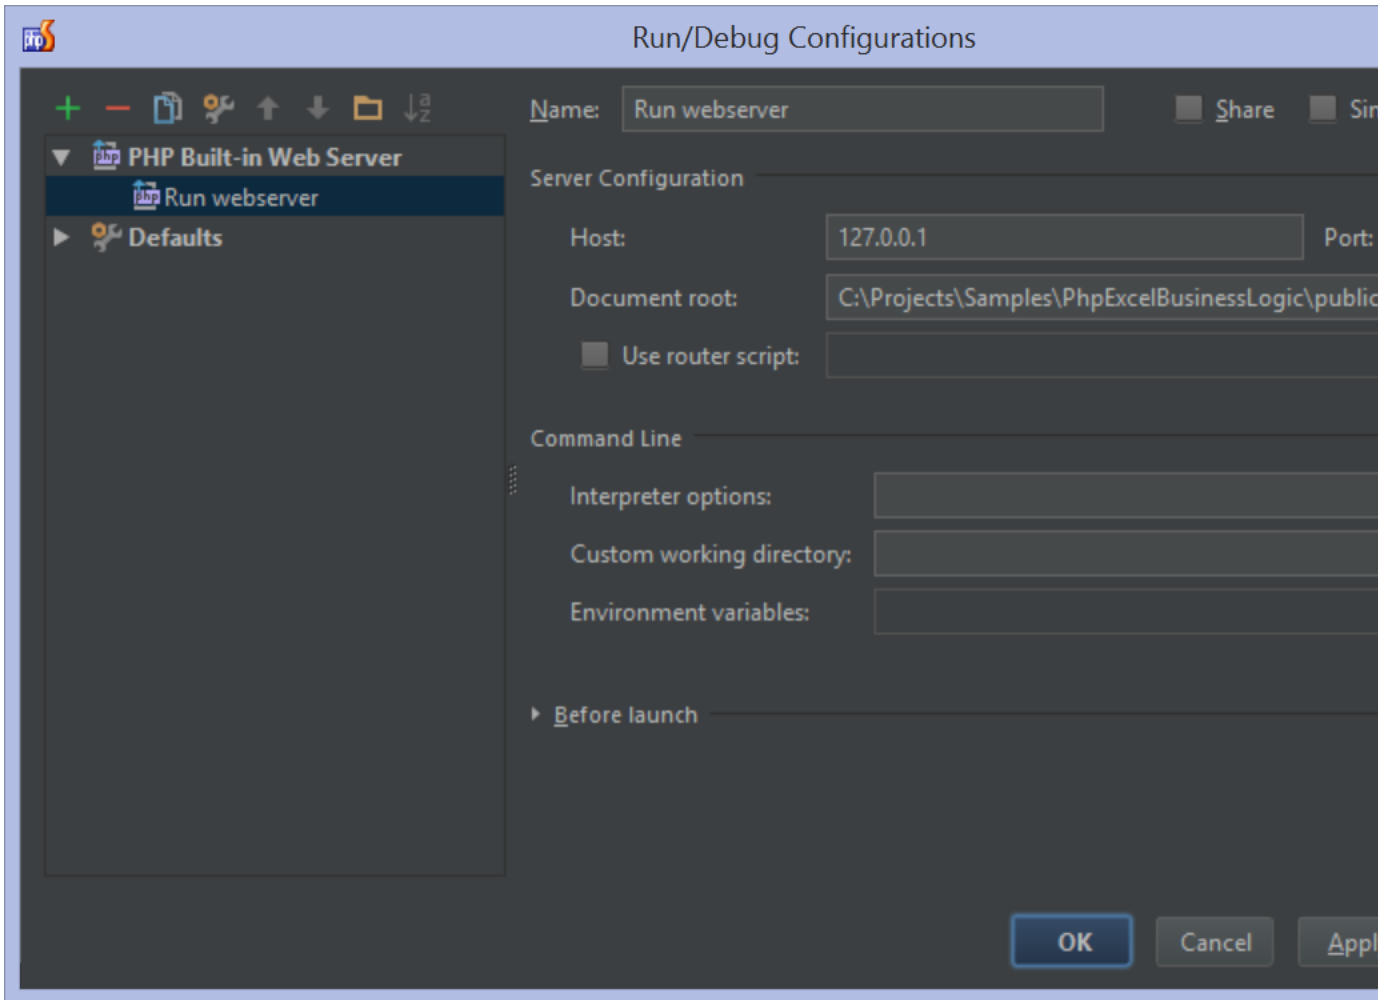 Run/Debug Configurations
Name: Run webserver Share
PHP Built-in Web Server
Run webserver
Defaults
Server Configuration
Host: 127.0.0.1 Port:
Document root: C:\Projects\Samples\PhpExcelBusinessLogic\public
Use router script:
Command Line
Interpreter options:
Custom working directory:
Environment variables:
Before launch
OK Cancel